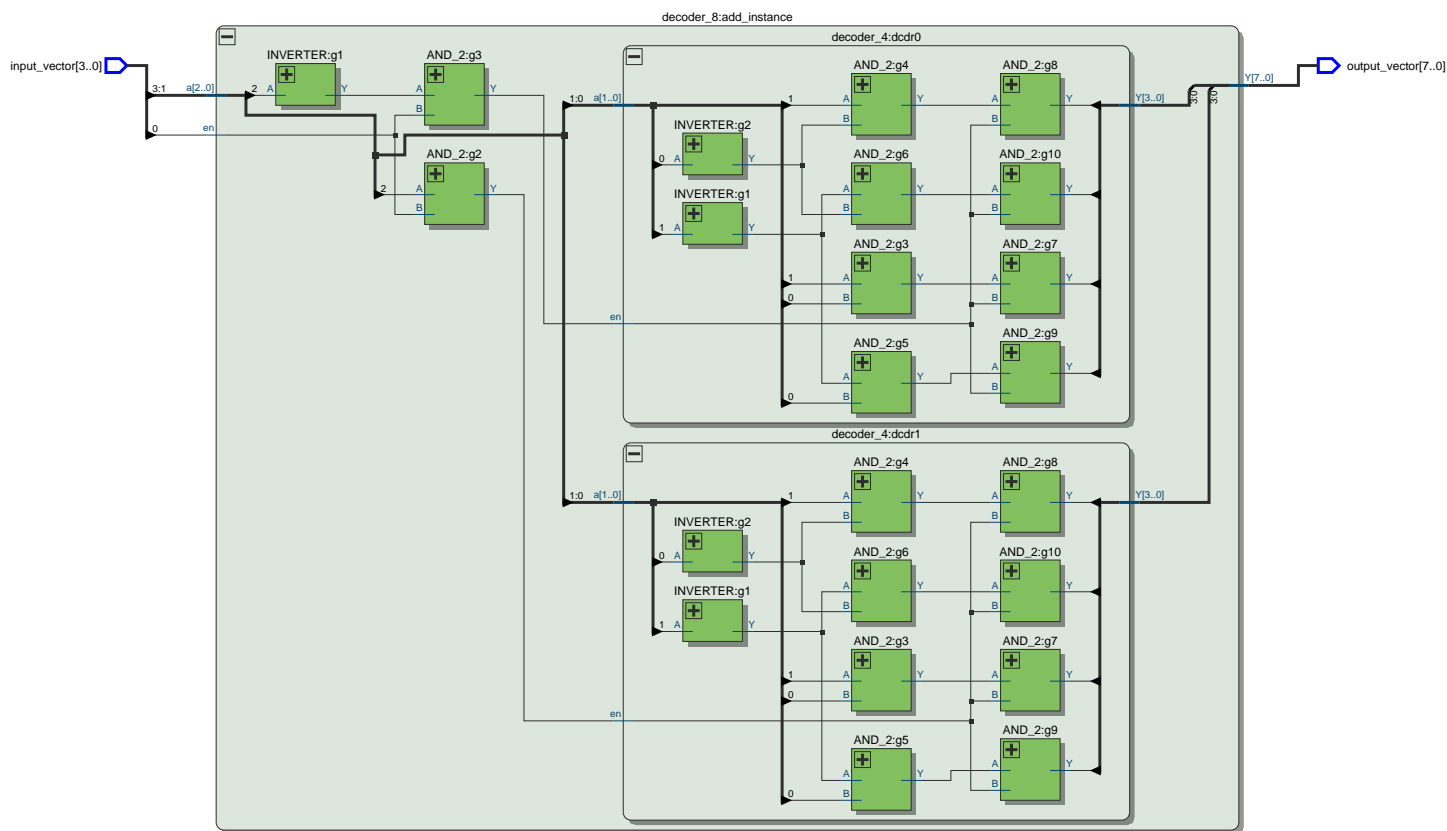 decoder_8:add_instance
input_vector[3..0]
3:1
a[2..0]
0
en
2
INVERTER:g1
A
Y
AND_2:g3
A
B
Y
AND_2:g2
2
A
B
Y
1:0
a[1..0]
en
decoder_4:dcdr0
INVERTER:g2
0
A
Y
INVERTER:g1
1
A
Y
AND_2:g4
1
A
B
Y
AND_2:g8
A
B
Y
AND_2:g6
A
B
Y
AND_2:g10
A
B
Y
AND_2:g3
1
A
0
B
Y
AND_2:g7
A
B
Y
AND_2:g5
A
0
B
Y
AND_2:g9
A
B
Y
Y[3..0]
3:0
3:0
Y[7..0]
output_vector[7..0]
decoder_4:dcdr1
1:0
a[1..0]
en
INVERTER:g2
0
A
Y
INVERTER:g1
1
A
Y
AND_2:g4
1
A
B
Y
AND_2:g8
A
B
Y
AND_2:g6
A
B
Y
AND_2:g10
A
B
Y
AND_2:g3
1
A
0
B
Y
AND_2:g7
A
B
Y
AND_2:g5
A
0
B
Y
AND_2:g9
A
B
Y
Y[3..0]